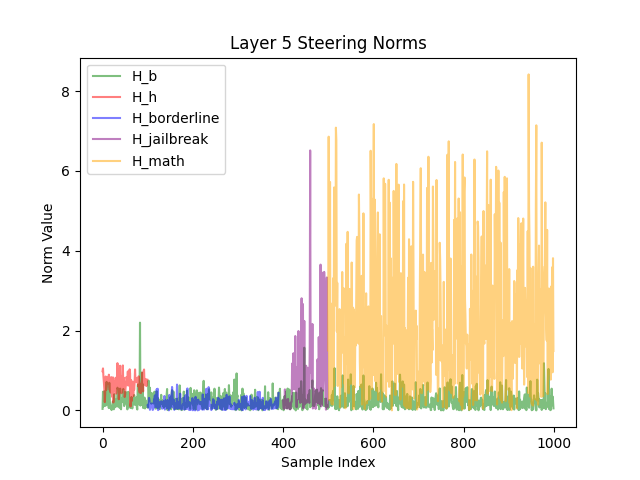 Layer 5 Steering Norms
H_b
H_h
H_borderline
H_jailbreak
H_math
Norm Value
8
6
4
2
0
0 200 400 600 800 1000
Sample Index